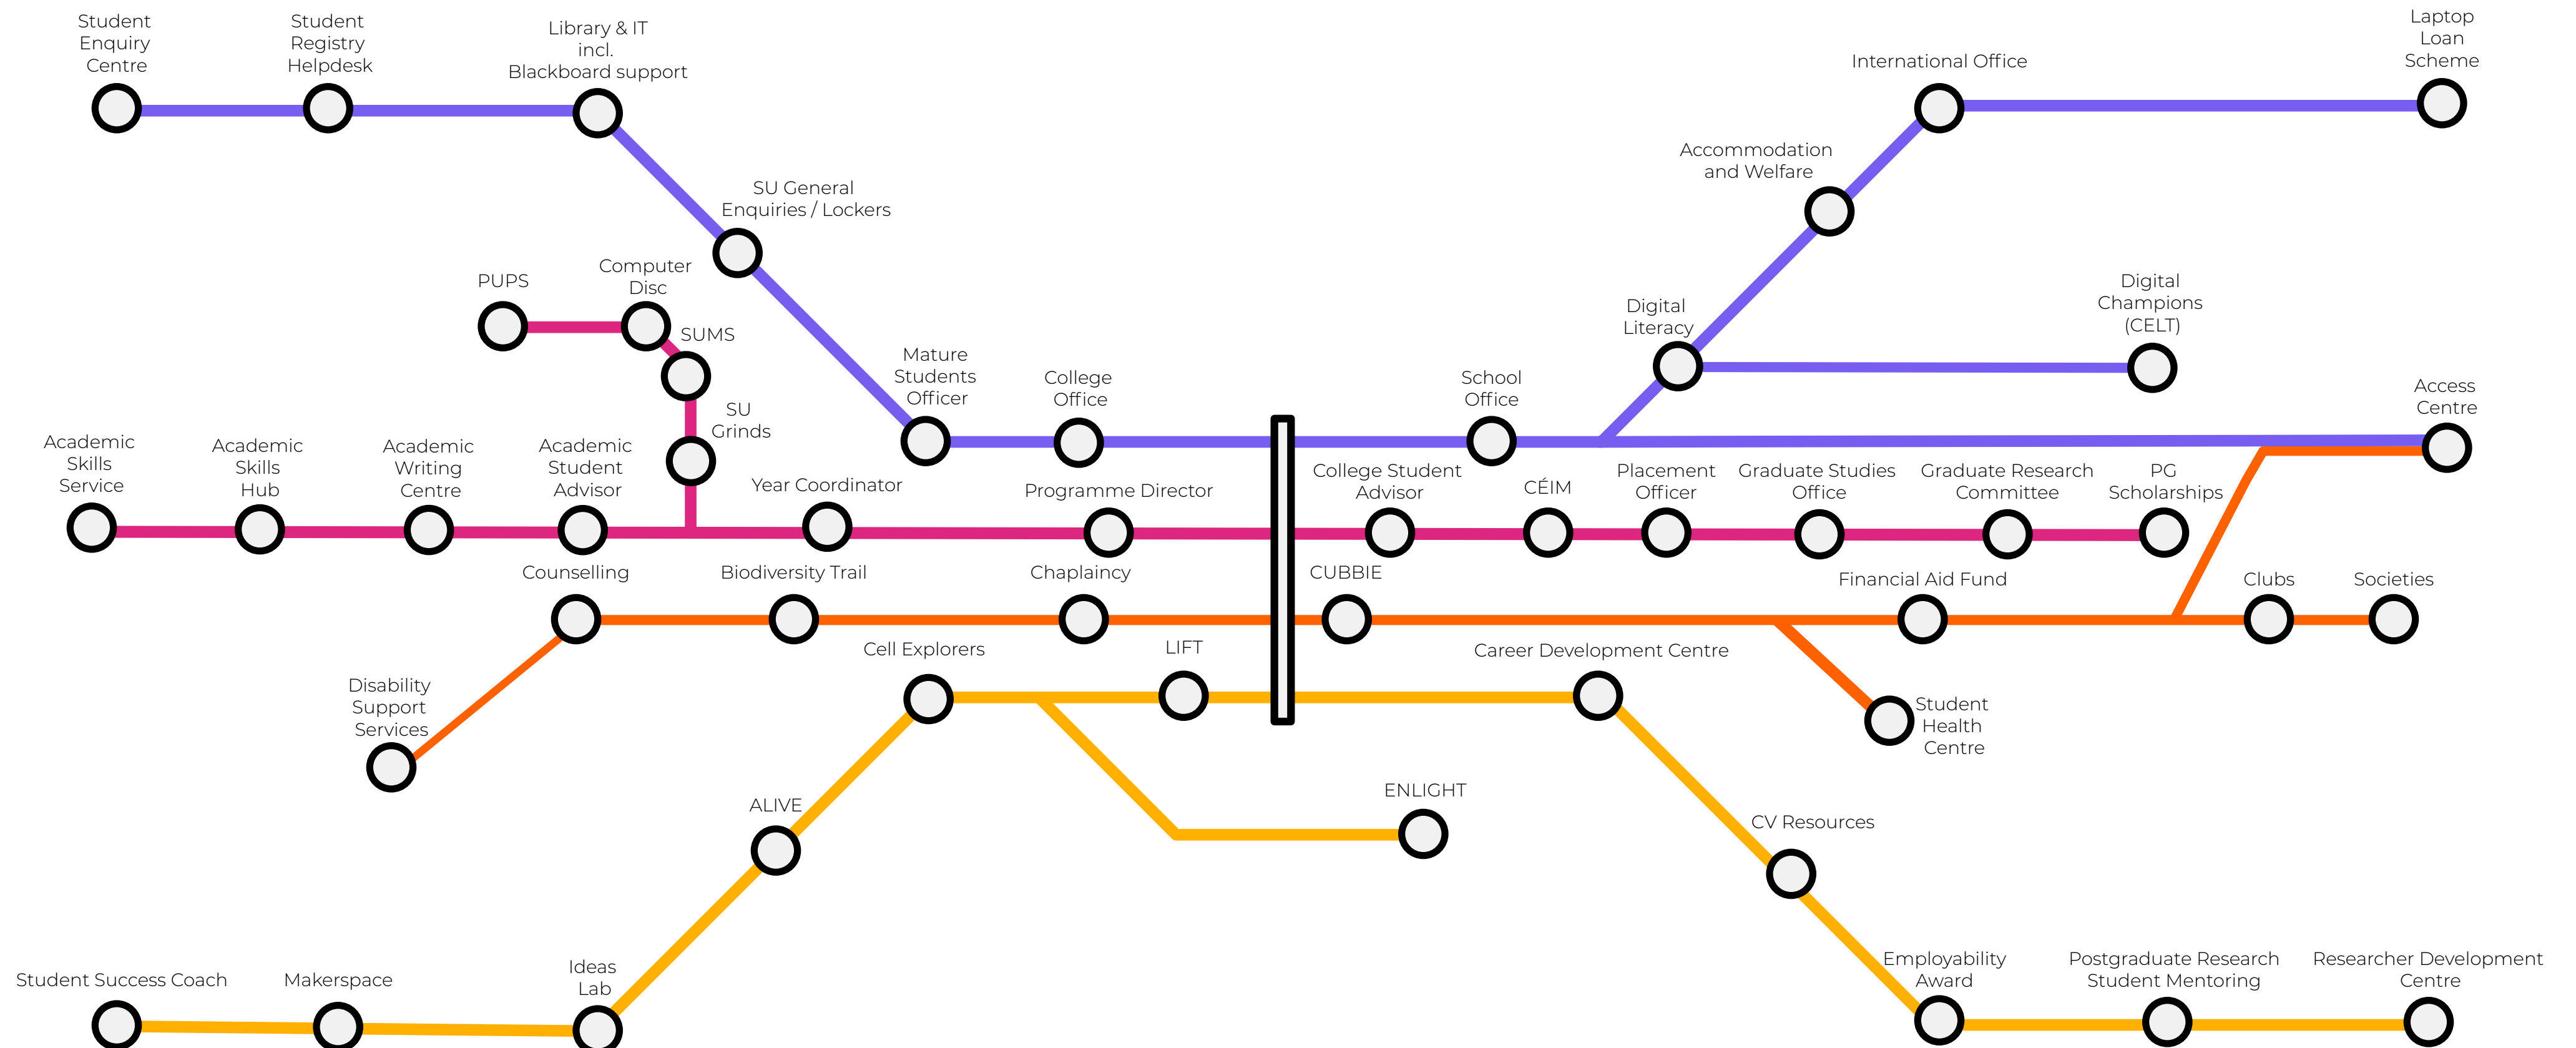 Student
Enquiry
Centre
Student
Registry
Helpdesk
Library & IT
incl.
Blackboard support
SU General
Enquiries / Lockers
Mature
Students
Officer
College
Office
School
Office
Digital
Literacy
Accommodation
and Welfare
International Office
Laptop
Loan
Scheme
Digital
Champions
(CELT)
Access
Centre
PUPS
Computer
Disc
SUMS
SU
Grinds
Academic
Skills
Service
Academic
Skills
Hub
Academic
Writing
Centre
Academic
Student
Advisor
Year Coordinator
Programme Director
College Student
Advisor
CÉIM
Placement
Officer
Graduate Studies
Office
Graduate Research
Committee
PG
Scholarships
Disability
Support
Services
Counselling
Biodiversity Trail
Chaplaincy
CUBBIE
Financial Aid Fund
Clubs
Societies
Student
Health
Centre
Student Success Coach
Makerspace
Ideas
Lab
ALIVE
Cell Explorers
LIFT
ENLIGHT
Career Development Centre
CV Resources
Employability
Award
Postgraduate Research
Student Mentoring
Researcher Development
Centre